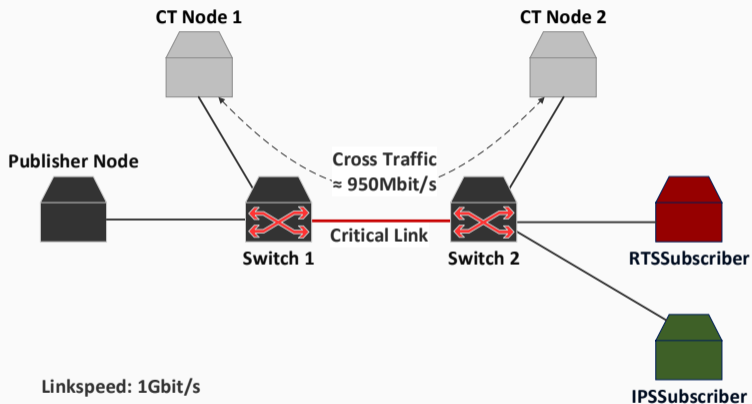 CT Node 1
CT Node 2
Publisher Node
Cross Traffic
≈ 950Mbit/s
Critical Link
Switch 1
Switch 2
RTSSubscriber
Linkspeed: 1Gbit/s
IPSSubscriber